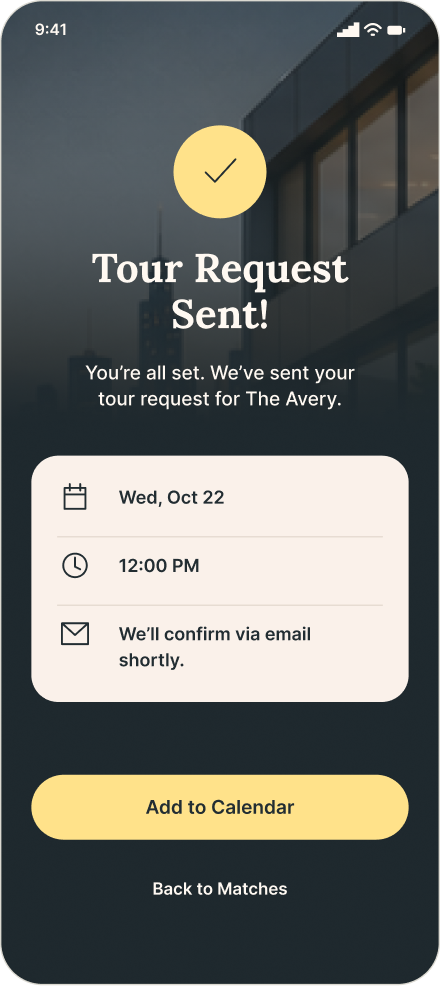 9:41
Tour Request
Sent!
You’re all set. We’ve sent your
tour request for The Avery.
Wed, Oct 22
12:00 PM
We’ll confirm via email
shortly.
Add to Calendar
Back to Matches